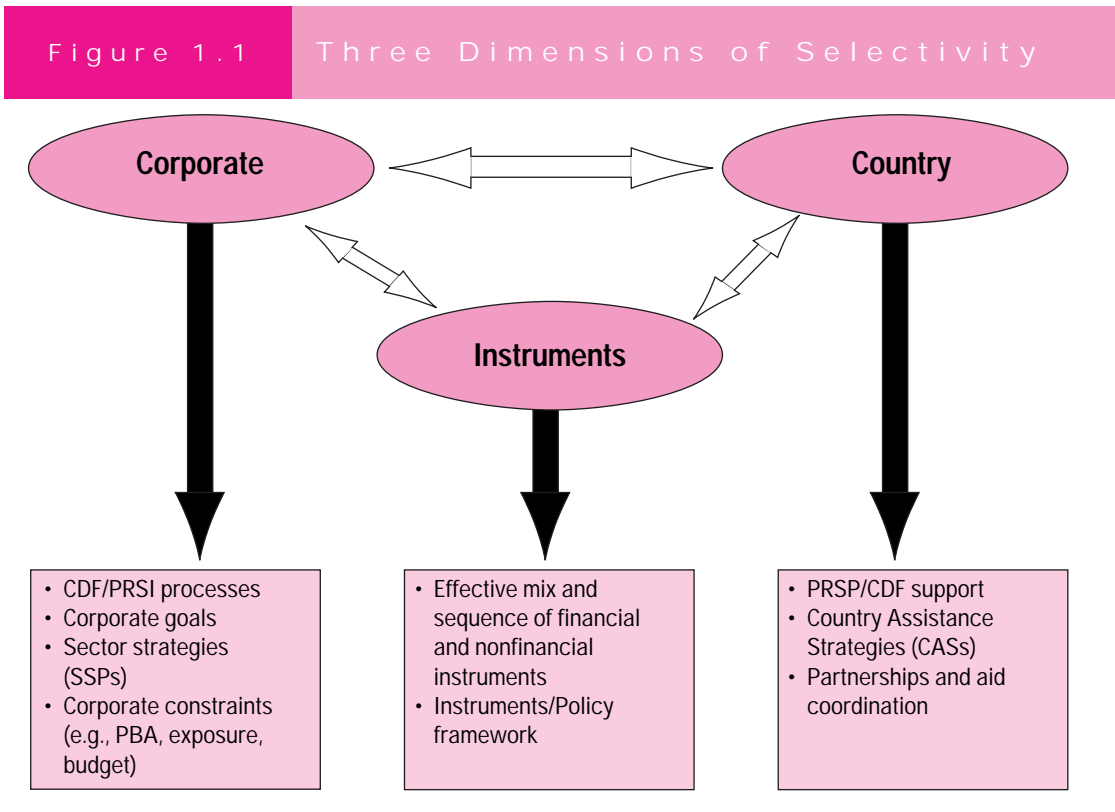 Figure 1.1
Three Dimensions of Selectivity
Corporate
Country
Instruments
• CDF/PRSI processes
• Corporate goals
• Sector strategies
(SSPs)
• Corporate constraints
(e.g., PBA, exposure,
budget)
• Effective mix and
sequence of financial
and nonfinancial
instruments
• Instruments/Policy
framework
• PRSP/CDF support
• Country Assistance
Strategies (CASs)
• Partnerships and aid
coordination